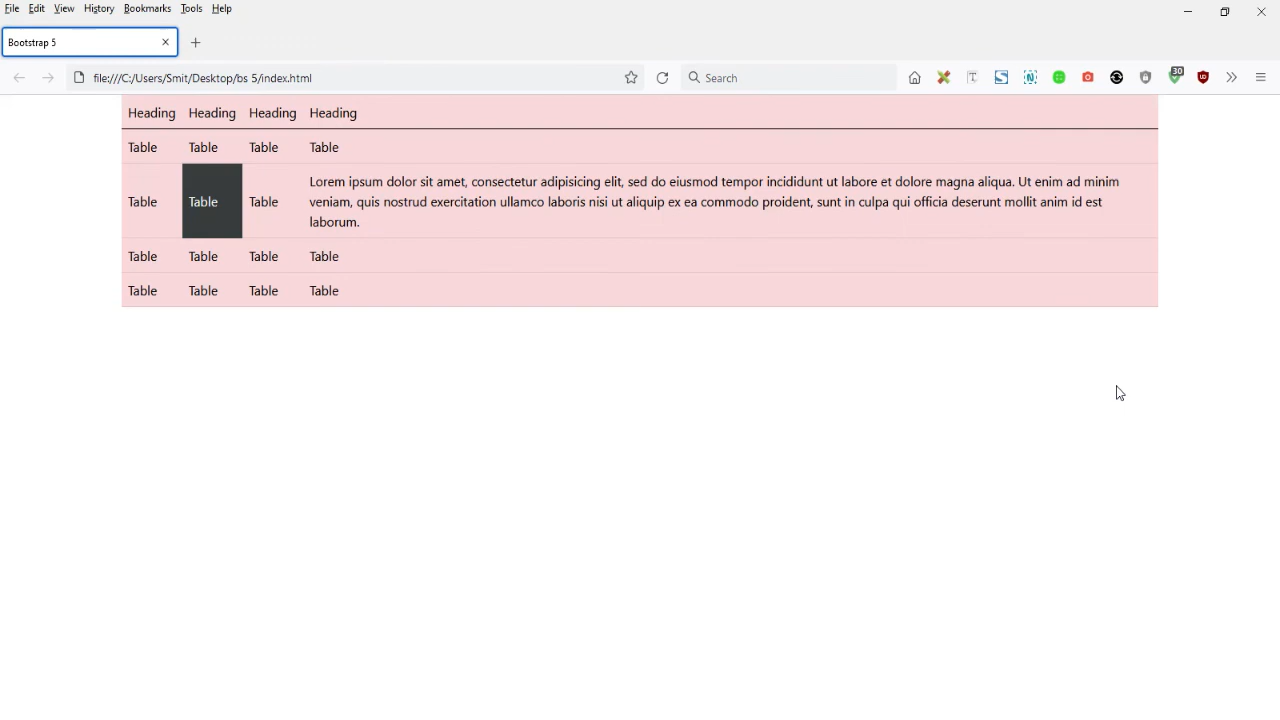 File Edit View History Bookmarks Tools Help
Bootstrap 5
file:///C:/Users/Smit/Desktop/bs 5/index.html
Search
30
Heading Heading Heading Heading
Table Table Table Table
Table Table Table Lorem ipsum dolor sit amet, consectetur adipisicing elit, sed do eiusmod tempor incididunt ut labore et dolore magna aliqua. Ut enim ad minim
veniam, quis nostrud exercitation ullamco laboris nisi ut aliquip ex ea commodo proident, sunt in culpa qui officia deserunt mollit anim id est
laborum.
Table Table Table Table
Table Table Table Table